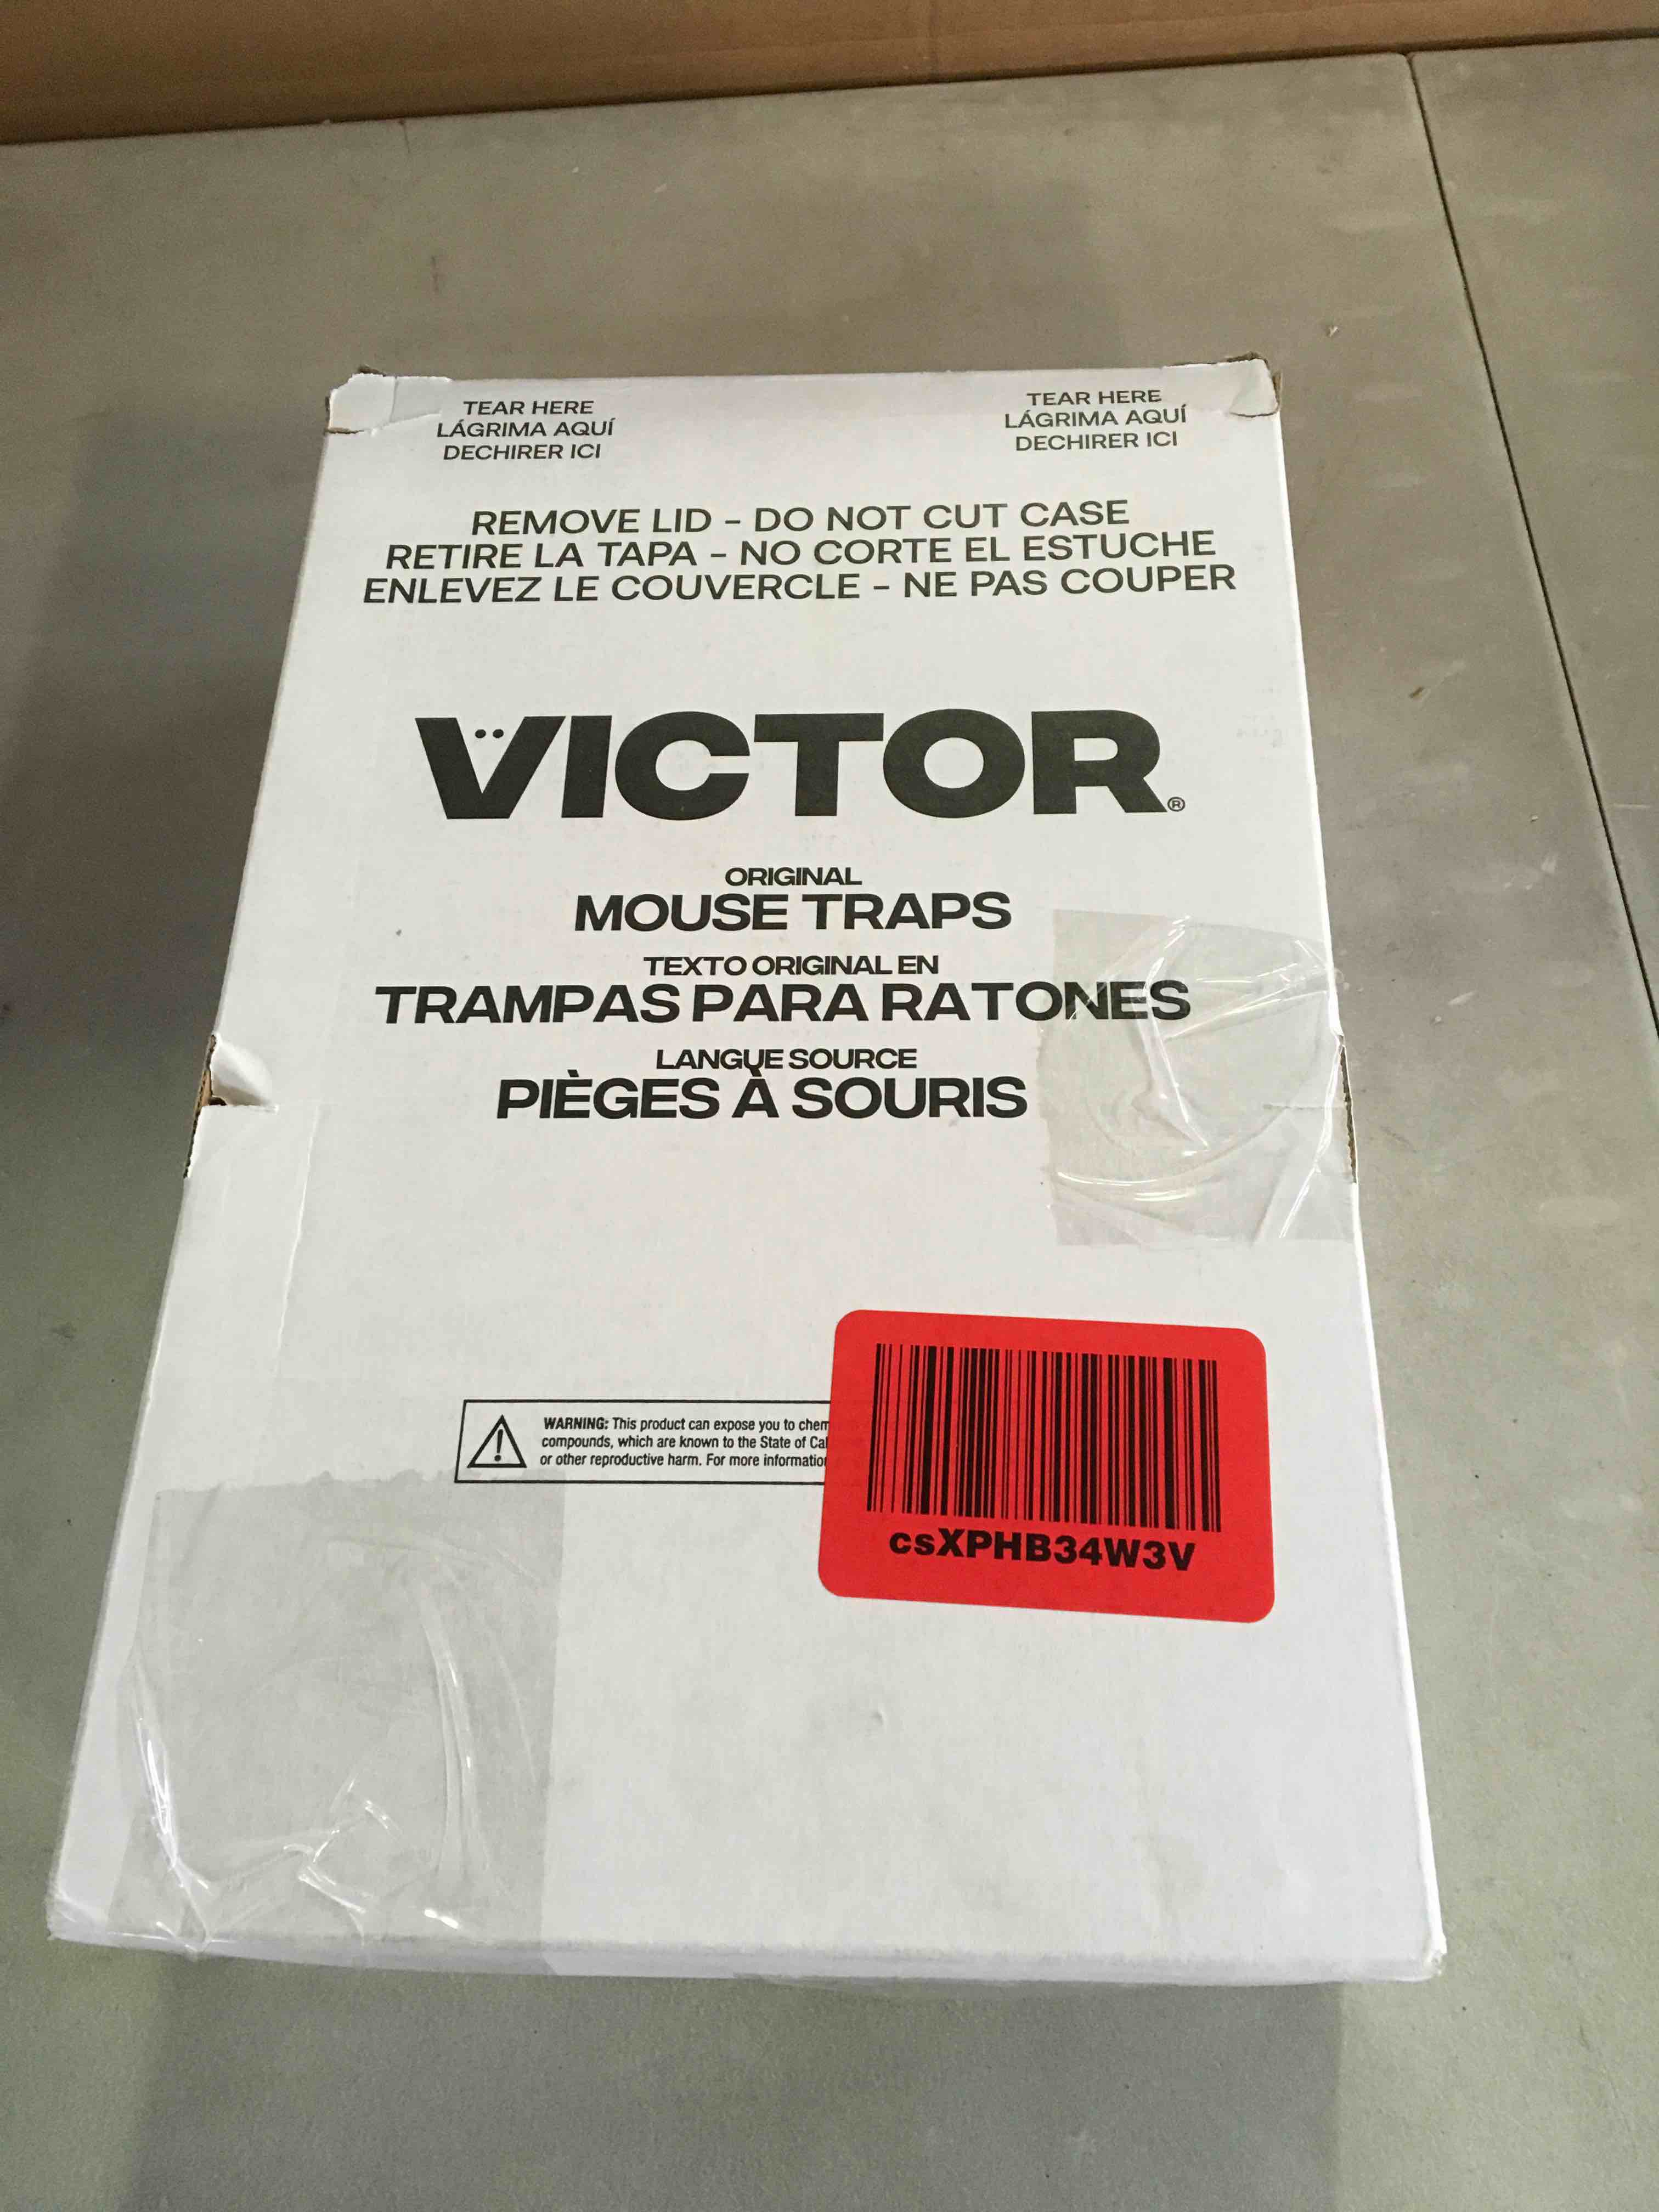 TEAR HERE
LÁGRIMA AQUÍ
DECHIRER ICI
TEAR HERE
LÁGRIMA AQUÍ
DECHIRER ICI
REMOVE LID – DO NOT CUT CASE
RETIRE LA TAPA – NO CORTE EL ESTUCHE
ENLEVEZ LE COUVERCLE – NE PAS COUPER
VICTOR®
ORIGINAL
MOUSE TRAPS
TEXTO ORIGINAL EN
TRAMPAS PARA RATONES
LANGUE SOURCE
PIÈGES À SOURIS
WARNING: This product can expose you to chem
compounds, which are known to the State of Cal
or other reproductive harm. For more information
csXPHB34W3V